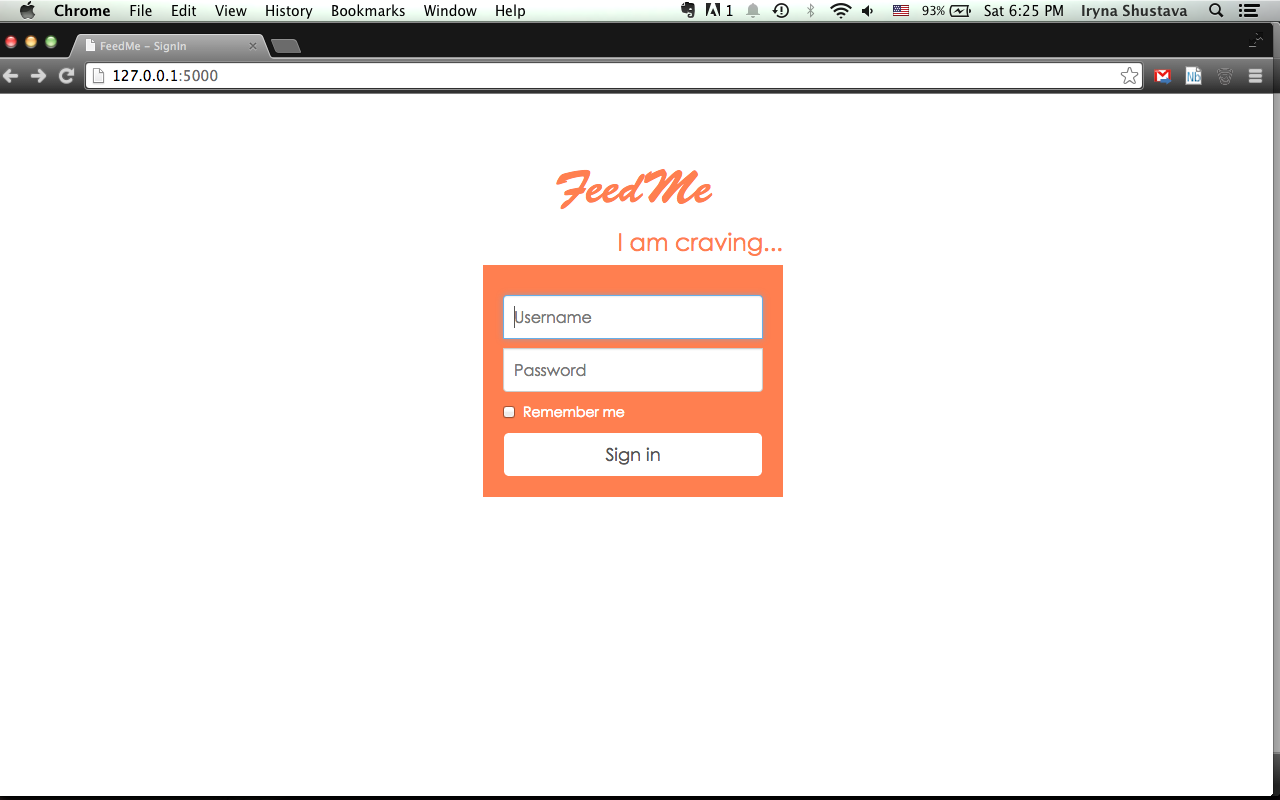 Chrome File Edit View History Bookmarks Window Help 1 93% Sat 6:25 PM Iryna Shustava
FeedMe – SignIn
127.0.0.1:5000
FeedMe
I am craving...
Username
Password
Remember me
Sign in